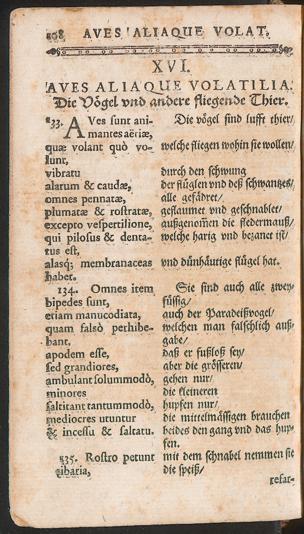 108 AVES ALIAQUE VOLAT.
XVI.
AVES ALIAQUE VOLATILIA.
Die Vögel vnd andere fliegende Thier.
133. AVes sunt ani- Die vögel sind lufft thier/
mantes aëriæ,
quæ volant quò vo- welche fliegen wohin sie wollen/
lunt,
vibratu durch den schwung
alarum & caudæ, der flüglen vnd deß schwantzes/
omnes pennatæ, alle gefädret/
plumatæ & rostratæ, geflaumet vnd geschnablet/
excepto vespertilione, außgenom̃en die fledermauß/
qui pilosus & denta- welche harig vnd bezanet ist/
tus est,
alasq; membranaceas vnd dünhäutige flügel hat.
habet.
134. Omnes item Sie sind auch alle zwey-
bipedes sunt, füssig/
etiam manucodiata, auch der Paradeißvogel/
quam falsò perhibe- welchen man fälschlich auß-
bant, gabe/
apodem esse, daß er fußloß sey/
sed grandiores, aber die grösseren/
ambulant solummodò, gehen nur/
minores die kleineren
saltitant tantummodò, hupfen nur/
mediocres utuntur die mittelmässigen brauchen
& incessu & saltatu. beides den gang vnd das hup-
fen.
135. Rostro petunt mit dem schnabel nemmen sie
cibaria, die speiß/
refar-